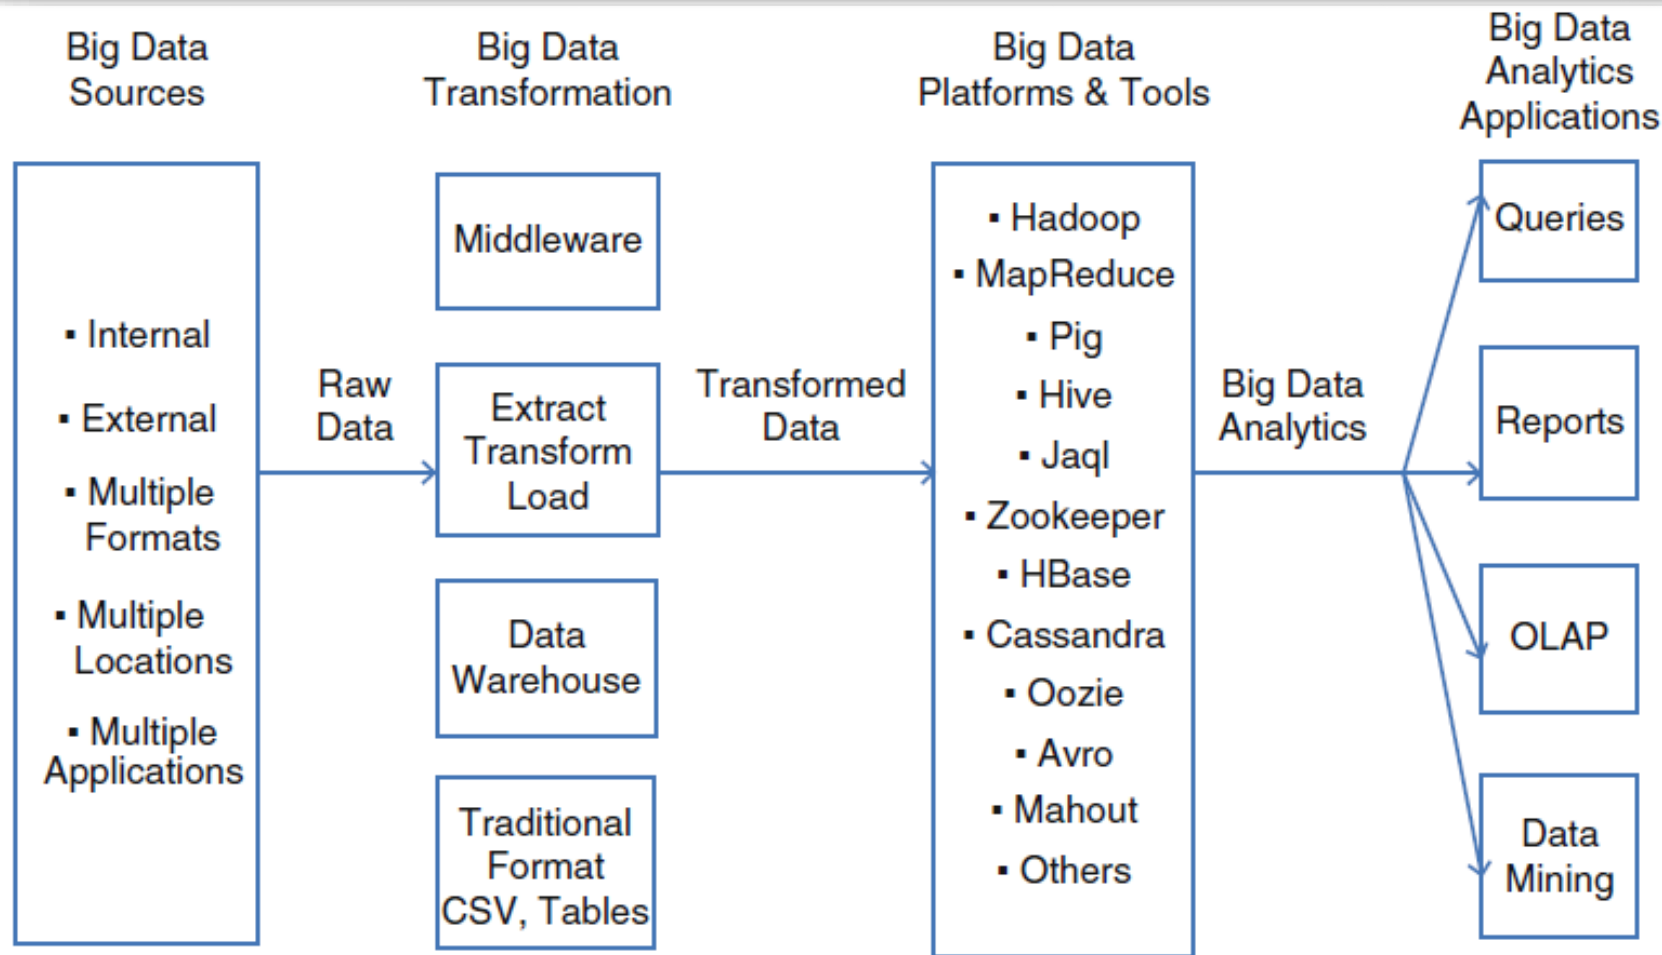 Big Data
Sources
Big Data
Transformation
Big Data
Platforms & Tools
Big Data
Analytics
Applications
▪ Internal
▪ External
▪ Multiple
Formats
▪ Multiple
Locations
▪ Multiple
Applications
Raw
Data
Middleware
Extract
Transform
Load
Data
Warehouse
Traditional
Format
CSV, Tables
Transformed
Data
▪ Hadoop
▪ MapReduce
▪ Pig
▪ Hive
▪ Jaql
▪ Zookeeper
▪ HBase
▪ Cassandra
▪ Oozie
▪ Avro
▪ Mahout
▪ Others
Big Data
Analytics
Queries
Reports
OLAP
Data
Mining